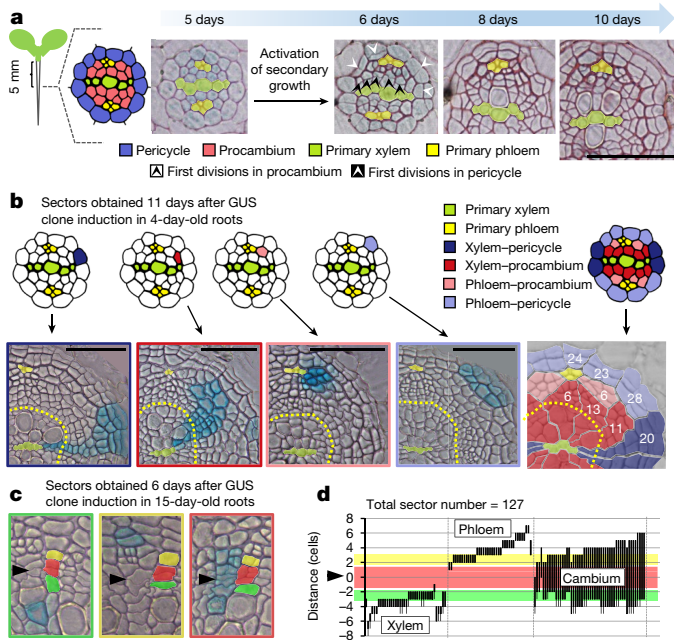 a
5 days
6 days
8 days
10 days
5 mm
Activation
of secondary
growth
Pericycle
Procambium
Primary xylem
Primary phloem
First divisions in procambium
First divisions in pericycle
b
Sectors obtained 11 days after GUS
clone induction in 4-day-old roots
Primary xylem
Primary phloem
Xylem–pericycle
Xylem–procambium
Phloem–procambium
Phloem–pericycle
24
23
6
6
28
13
11
20
c
Sectors obtained 6 days after GUS
clone induction in 15-day-old roots
d
Total sector number = 127
Distance (cells)
8
6
4
2
0
–2
–4
–6
8
Phloem
Cambium
Xylem